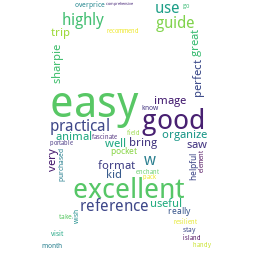 overprice
comprehensive
use
go
highly
guide
trip
recommend
sharpie
great
perfect
easy
image
good
know
practical
animal
fascinate
well
field
bring
organize
portable
saw
pocket
very
w
format
element
purchased
enchant
helpful
kid
pack
excellent
reference
useful
wish
really
take
resilient
stay
visit
island
month
handy